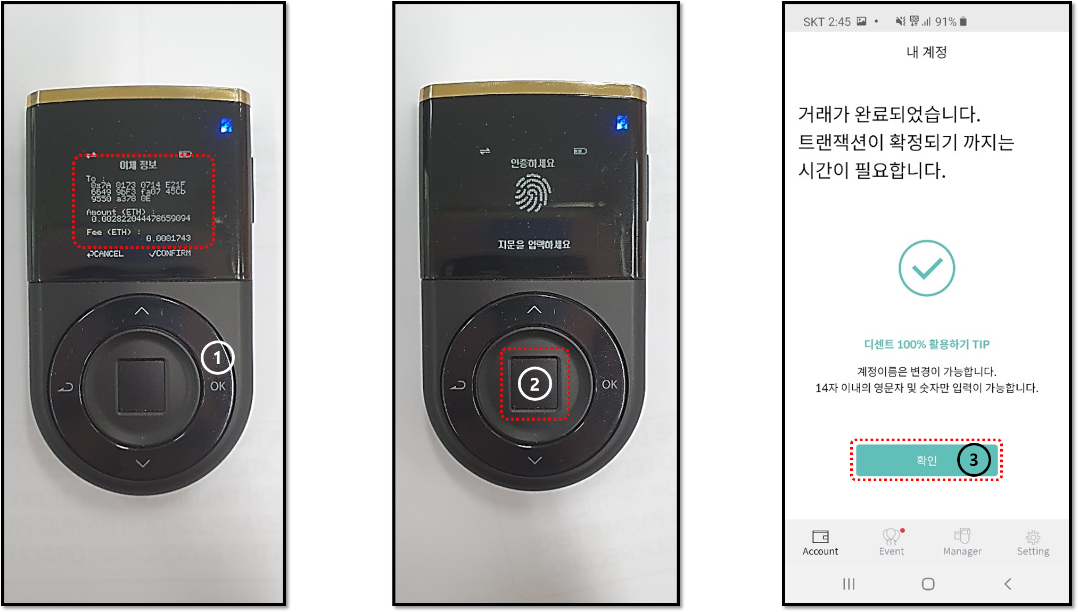 이체 정보
To :
0x7A 0173 0714 E21F
6649 9bF3 fa07 45Cb
9550 a378 0E
Amount (ETH) :
0.002822044478659094
Fee (ETH) :
0.0001743
CANCEL CONFIRM
1
OK
인증하세요
지문을 입력하세요
2
OK
SKT 2:45 91%
내 계정
거래가 완료되었습니다.
트랜잭션이 확정되기 까지는
시간이 필요합니다.
디센트 100% 활용하기 TIP
계정이름은 변경이 가능합니다.
14자 이내의 영문자 및 숫자만 입력이 가능합니다.
확인 3
Account Event Manager Setting